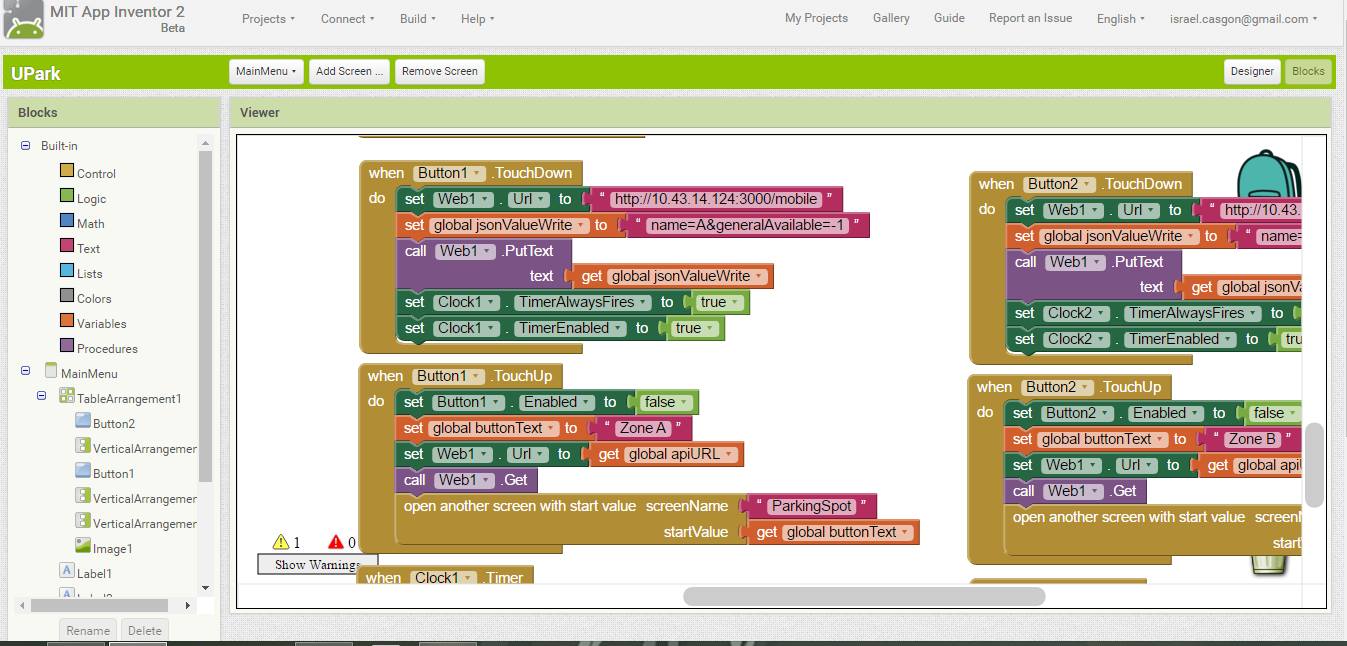 MIT App Inventor 2
Beta
Projects Connect Build Help My Projects Gallery Guide Report an Issue English israel.casgon@gmail.com
UPark MainMenu Add Screen ... Remove Screen Designer Blocks
Blocks
Viewer
Built-in
Control
Logic
Math
Text
Lists
Colors
Variables
Procedures
MainMenu
TableArrangement1
Button2
VerticalArrangemer
Button1
VerticalArrangemer
VerticalArrangemer
Image1
Label1
Rename Delete
when Button1 .TouchDown
do set Web1 . Url to " http://10.43.14.124:3000/mobile "
set global jsonValueWrite to " name=A&generalAvailable=-1 "
call Web1 .PutText
text get global jsonValueWrite
set Clock1 . TimerAlwaysFires to true
set Clock1 . TimerEnabled to true
when Button1 .TouchUp
do set Button1 . Enabled to false
set global buttonText to " Zone A "
set Web1 . Url to get global apiURL
call Web1 .Get
open another screen with start value screenName " ParkingSpot "
startValue get global buttonText
1 0
Show Warnings
when Clock1 .Timer
when Button2 .TouchDown
do set Web1 . Url to " http://10.43.
set global jsonValueWrite to " name=
call Web1 .PutText
text get global jsonVa
set Clock2 . TimerAlwaysFires to
set Clock2 . TimerEnabled to tru
when Button2 .TouchUp
do set Button2 . Enabled to false
set global buttonText to " Zone B "
set Web1 . Url to get global api
call Web1 .Get
open another screen with start value screen
start